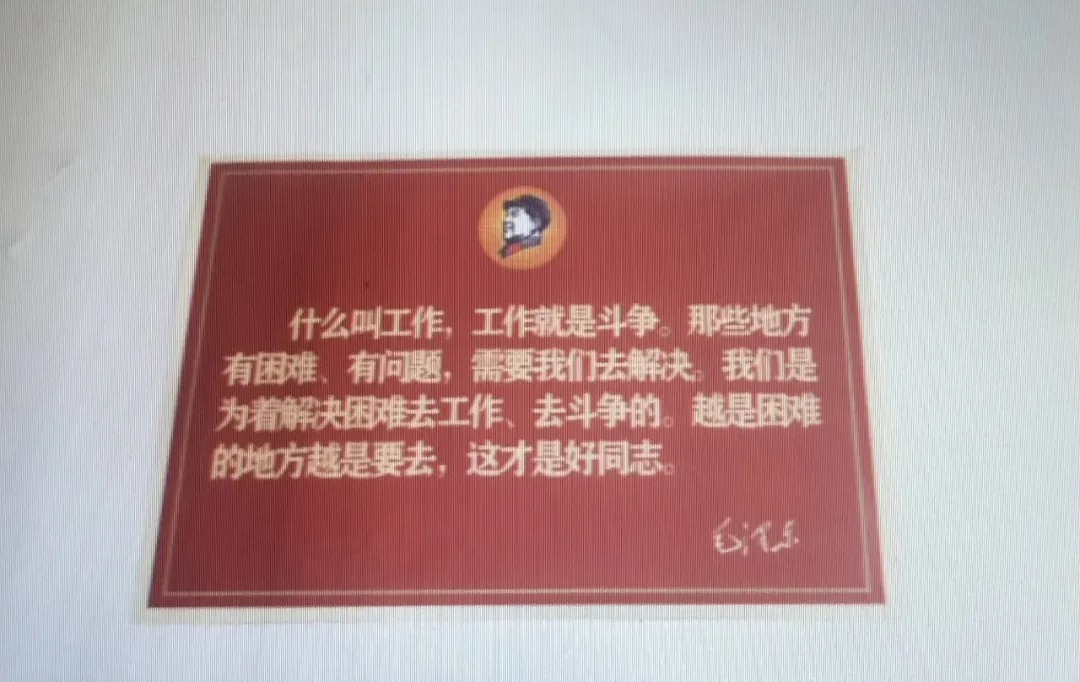 什么叫工作，工作就是斗争。那些地方
有困难、有问题，需要我们去解决。我们是
为着解决困难去工作、去斗争的。越是困难
的地方越是要去，这才是好同志。
毛泽东